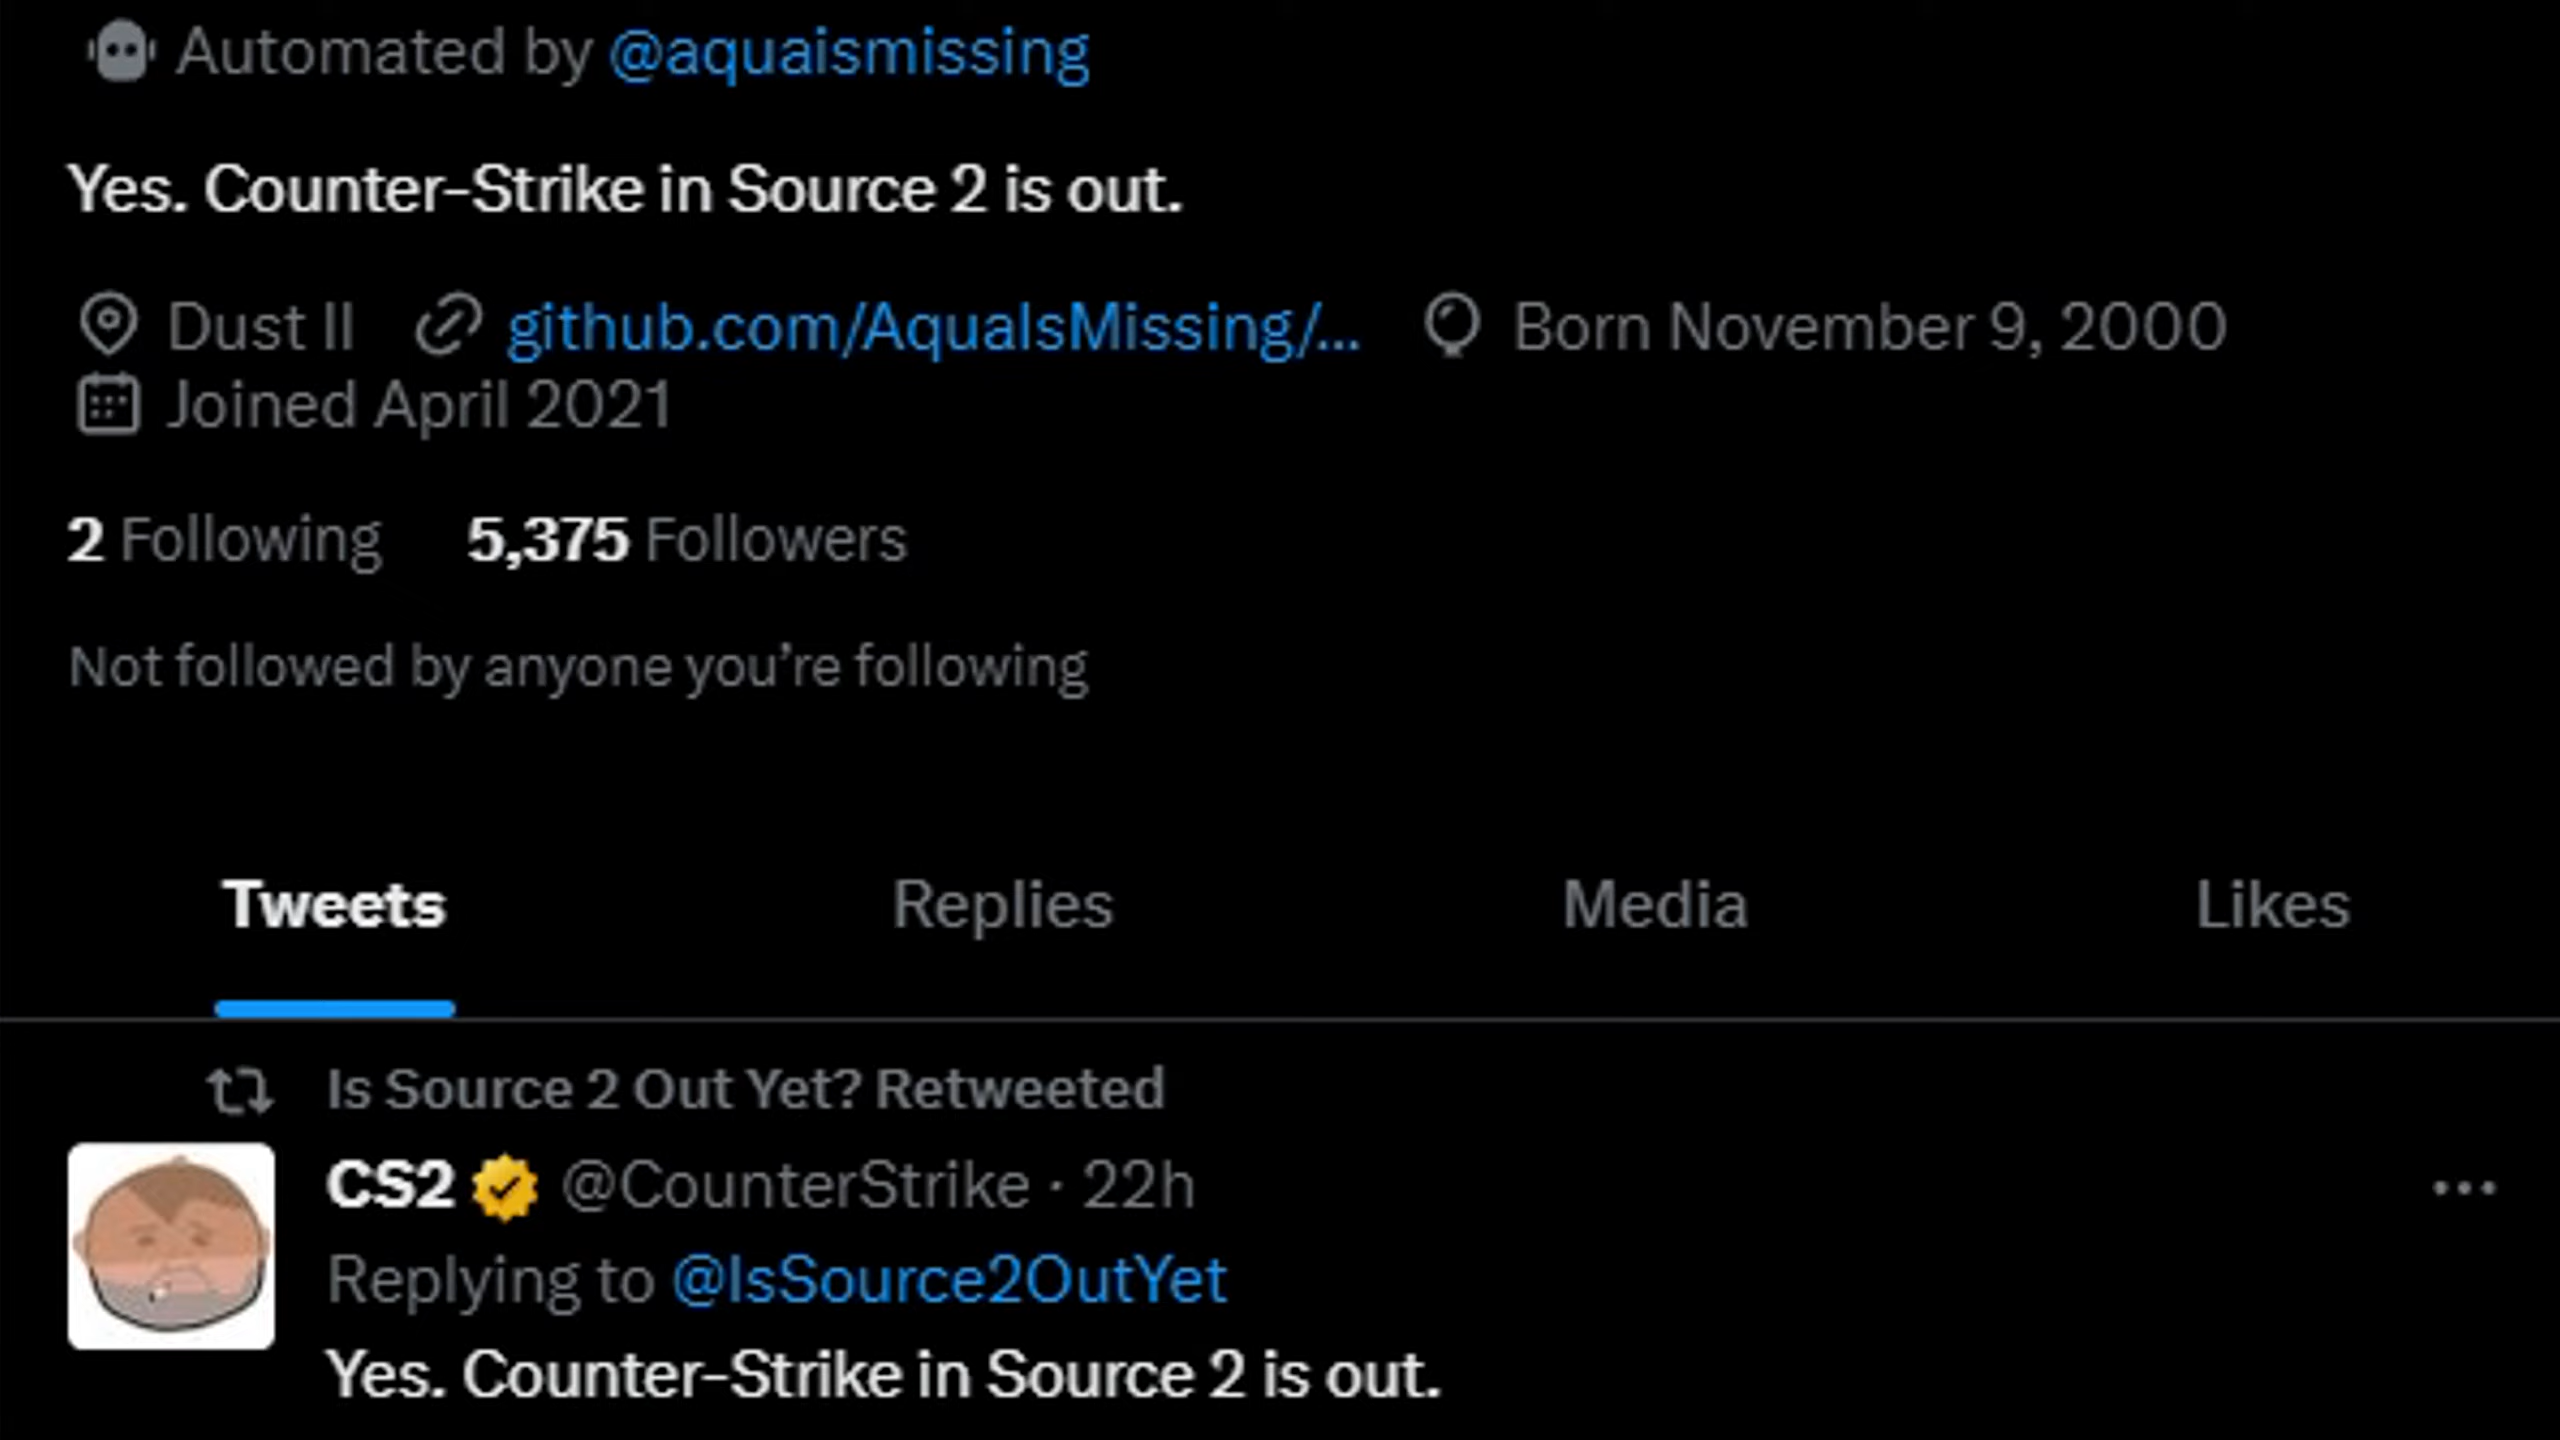 Automated by @aquaismissing
Yes. Counter-Strike in Source 2 is out.
Dust II github.com/AquaIsMissing/... Born November 9, 2000
Joined April 2021
2 Following 5,375 Followers
Not followed by anyone you're following
Tweets Replies Media Likes
Is Source 2 Out Yet? Retweeted
CS2 @CounterStrike · 22h
Replying to @IsSource2OutYet
Yes. Counter-Strike in Source 2 is out.